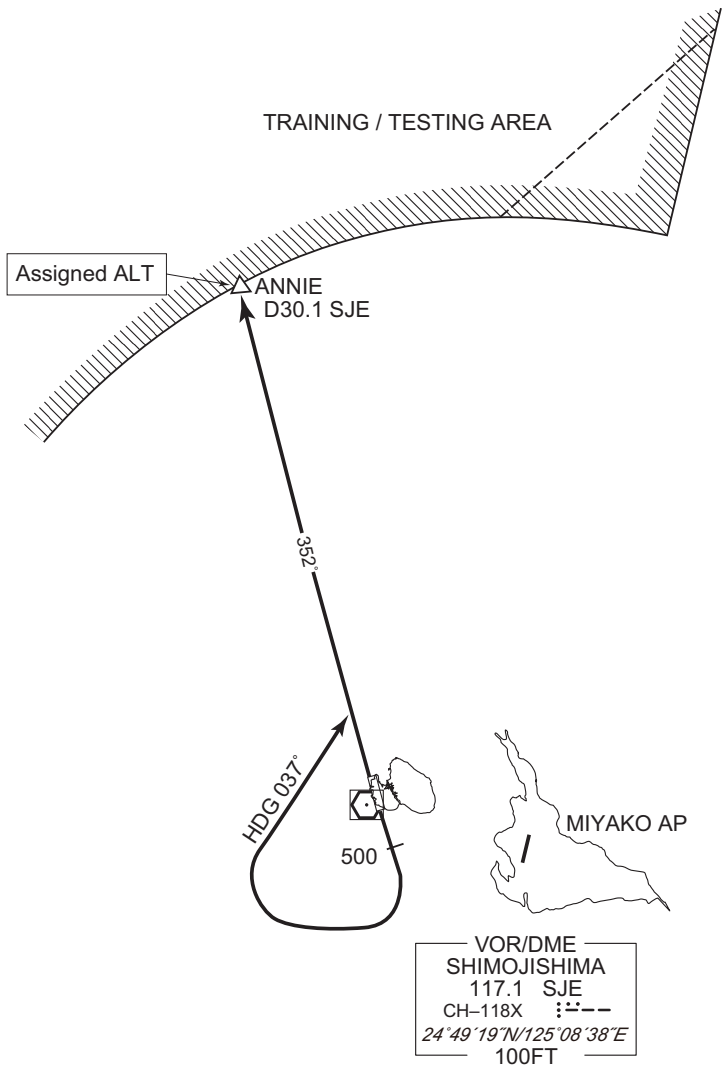 TRAINING / TESTING AREA
Assigned ALT
ANNIE
D30.1 SJE
352°
HDG 037°
500
MIYAKO AP
VOR/DME
SHIMOJISHIMA
117.1 SJE
CH–118X
24°49´19˝N/125°08´38˝E
100FT